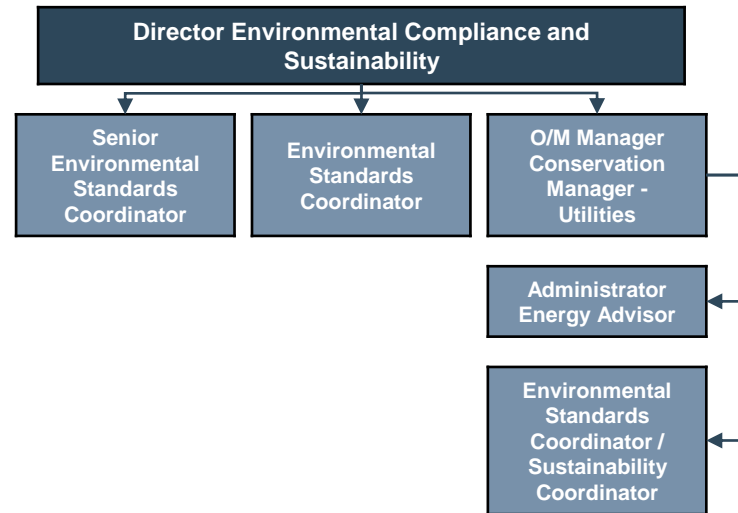 Director Environmental Compliance and
Sustainability
Senior
Environmental
Standards
Coordinator
Environmental
Standards
Coordinator
O/M Manager
Conservation
Manager -
Utilities
Administrator
Energy Advisor
Environmental
Standards
Coordinator /
Sustainability
Coordinator